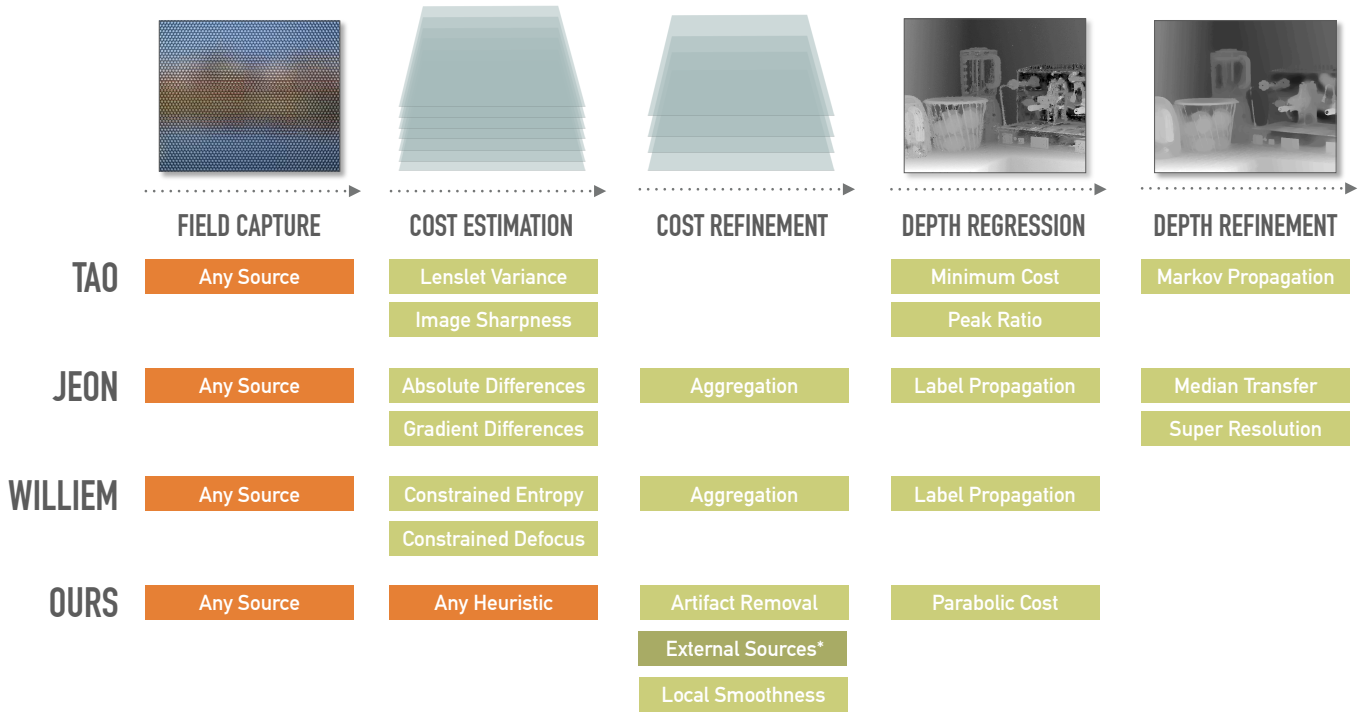 FIELD CAPTURE
COST ESTIMATION
COST REFINEMENT
DEPTH REGRESSION
DEPTH REFINEMENT
TAO
Any Source
Lenslet Variance
Minimum Cost
Markov Propagation
Image Sharpness
Peak Ratio
JEON
Any Source
Absolute Differences
Aggregation
Label Propagation
Median Transfer
Gradient Differences
Super Resolution
WILLIEM
Any Source
Constrained Entropy
Aggregation
Label Propagation
Constrained Defocus
OURS
Any Source
Any Heuristic
Artifact Removal
Parabolic Cost
External Sources*
Local Smoothness